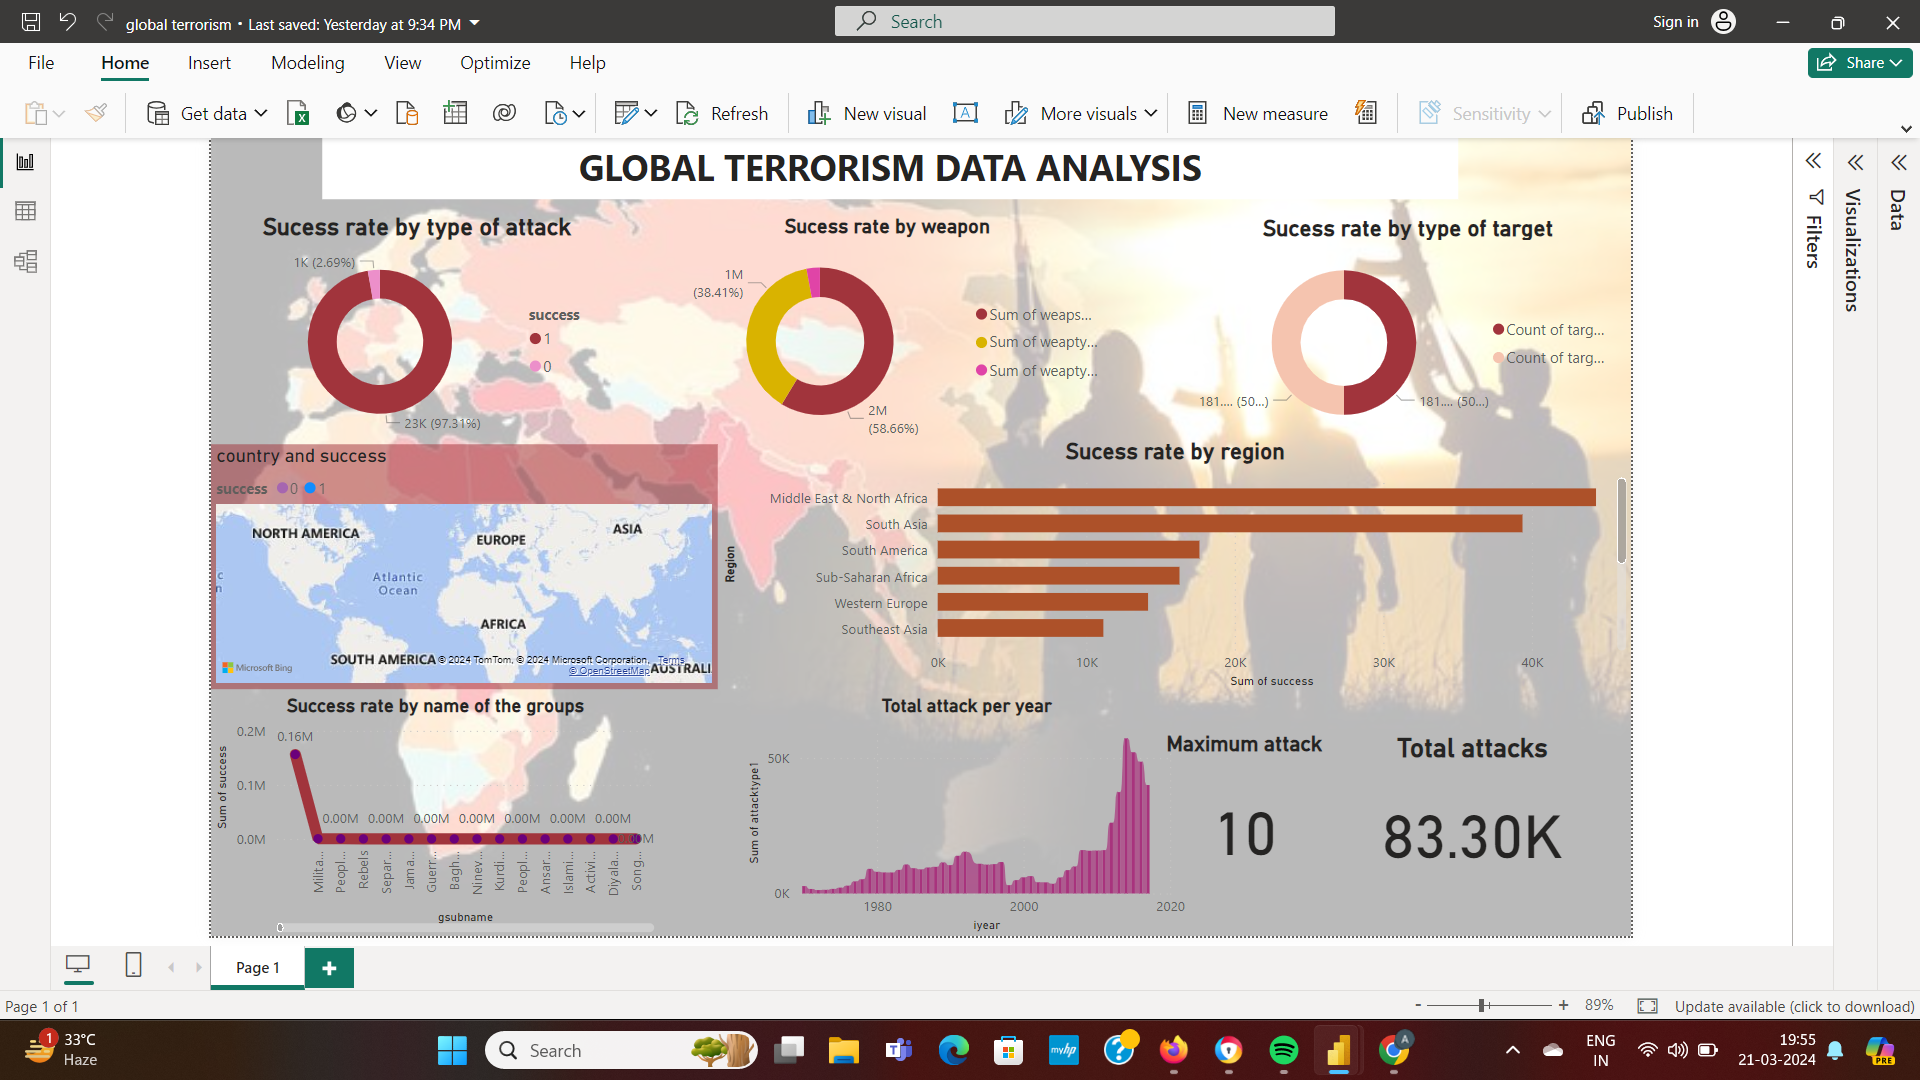 global terrorism • Last saved: Yesterday at 9:34 PM
Search
Sign in
File Home Insert Modeling View Optimize Help
Share
Get data
Refresh
New visual
More visuals
New measure
Sensitivity
Publish
GLOBAL TERRORISM DATA ANALYSIS
Sucess rate by type of attack
1K (2.69%)
23K (97.31%)
success
1
0
Sucess rate by weapon
1M
(38.41%)
2M
(58.66%)
Sum of weaps...
Sum of weapty...
Sum of weapty...
Sucess rate by type of target
181.... (50...)
181.... (50...)
Count of targ...
Count of targ...
Filters
Visualizations
Data
country and success
success 0 1
NORTH AMERICA
EUROPE
ASIA
Atlantic
Ocean
AFRICA
SOUTH AMERICA
AUSTRALI
Microsoft Bing
© 2024 TomTom, © 2024 Microsoft Corporation, Terms
© OpenStreetMap
Sucess rate by region
Region
Middle East & North Africa
South Asia
South America
Sub-Saharan Africa
Western Europe
Southeast Asia
0K 10K 20K 30K 40K
Sum of success
Success rate by name of the groups
Sum of success
0.2M
0.1M
0.0M
0.16M
0.00M 0.00M 0.00M 0.00M 0.00M 0.00M 0.00M
Milita...
Peopl...
Rebels
Separ...
Jama...
Guerr...
Bagh...
Ninev...
Kurdi...
Peopl...
Ansar...
Islami...
Activi...
Diyala...
Song...
gsubname
Total attack per year
Sum of attacktype1
50K
0K
1980 2000 2020
iyear
Maximum attack
10
Total attacks
83.30K
Page 1
Page 1 of 1
89%
Update available (click to download)
1
33°C
Haze
Search
myhp
A
ENG
IN
19:55
21-03-2024
PRE